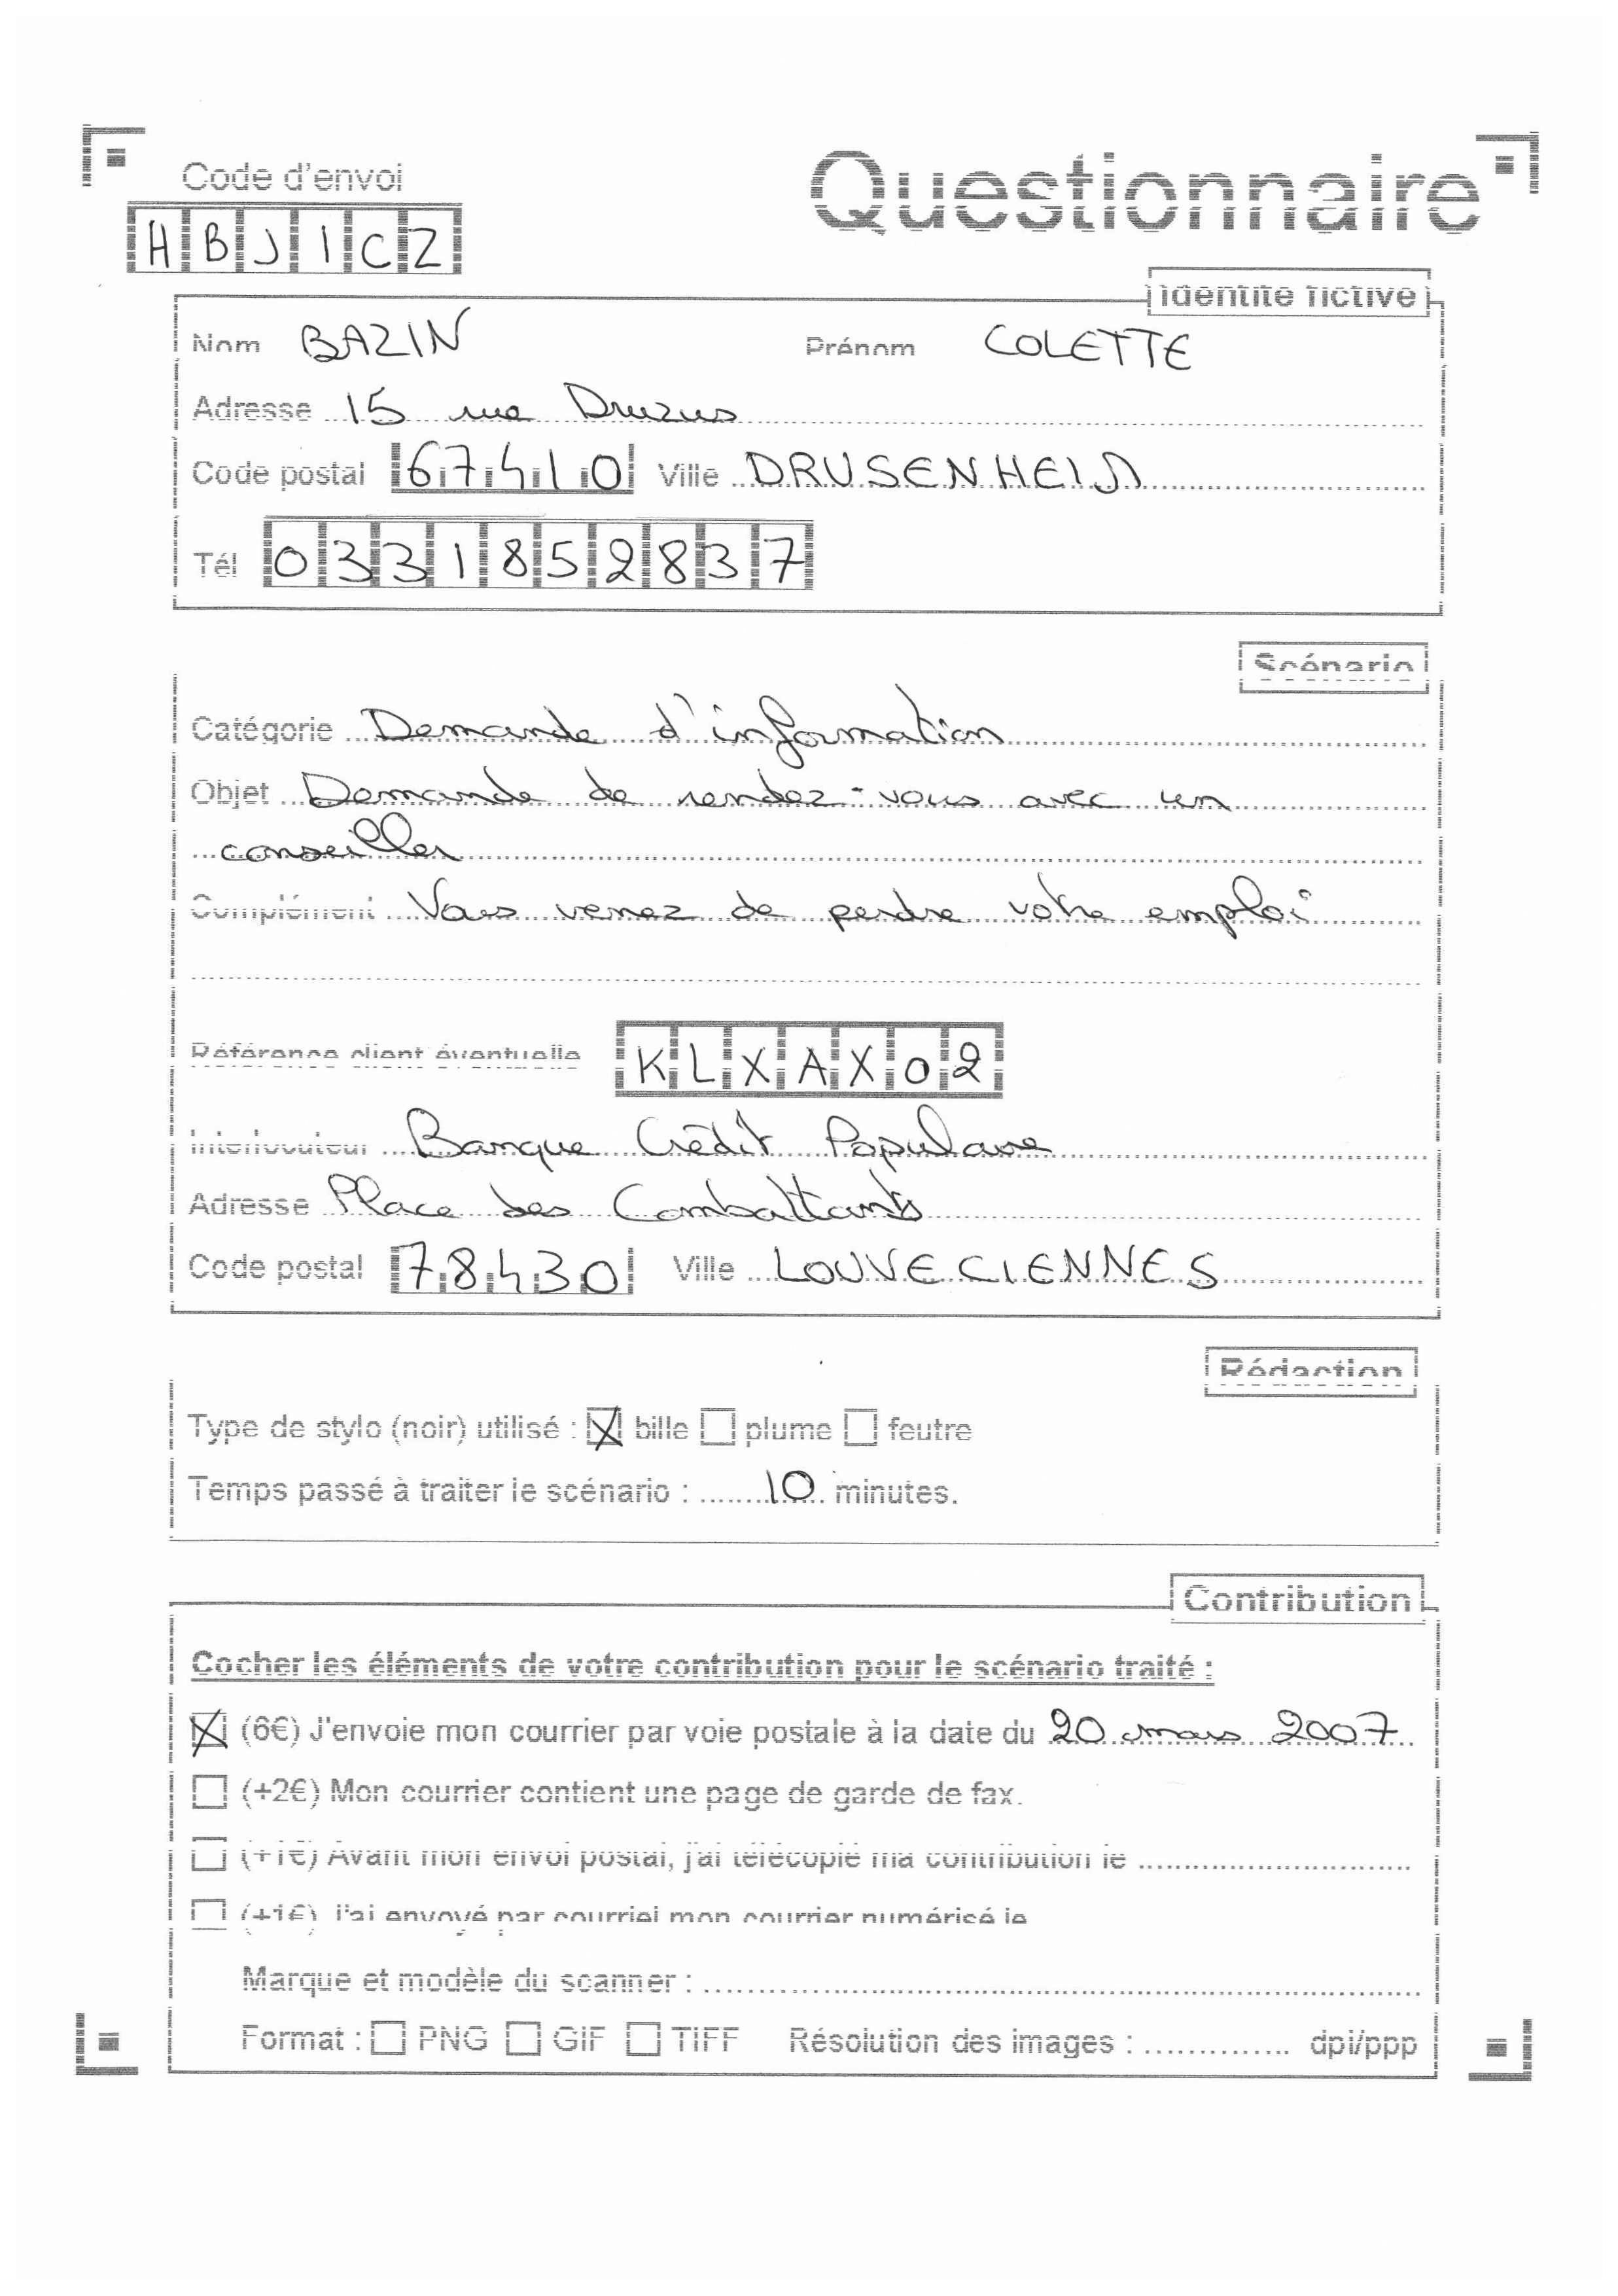 Code d'envoi
Questionnaire
HBJICZ
Identité fictive
Nom BAZIN Prénom COLETTE
Adresse 15 rue Druzus
Code postal 67410 Ville DRUSENHEIM
Tél 0331852837
Scénario
Catégorie Demande d'information
Objet Demande de rendez-vous avec un
conseiller
Complément Vous venez de perdre votre emploi
Référence client éventuelle KLXAX02
Interlocuteur Banque Crédit Populaire
Adresse Place des Combattants
Code postal 78430 Ville LOUVECIENNES
Rédaction
Type de stylo (noir) utilisé : bille plume feutre
Temps passé à traiter le scénario : 10 minutes.
Contribution
Cocher les éléments de votre contribution pour le scénario traité :
(6€) J'envoie mon courrier par voie postale à la date du 20 mars 2007
(+2€) Mon courrier contient une page de garde de fax.
(+1€) Avant mon envoi postal, j'ai télécopié ma contribution le
(+1€) J'ai envoyé par courriel mon courrier numérisé le
Marque et modèle du scanner :
Format : PNG GIF TIFF Résolution des images : dpi/ppp